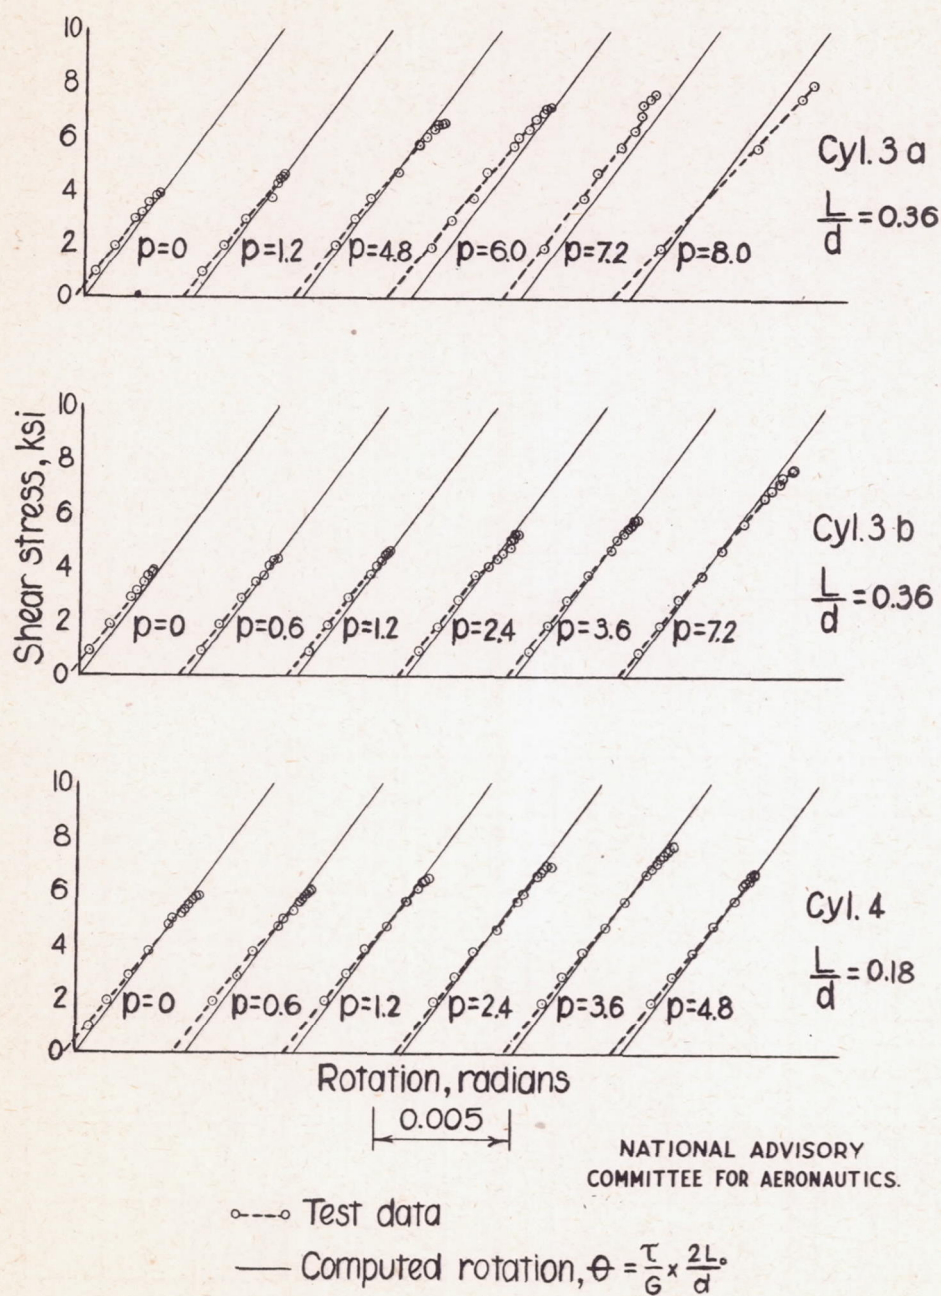 Shear stress, ksi
10
8
6
4
2
0
p=0
p=1.2
p=4.8
p=6.0
p=7.2
p=8.0
Cyl. 3 a
L/d = 0.36
10
8
6
4
2
0
p=0
p=0.6
p=1.2
p=2.4
p=3.6
p=7.2
Cyl. 3 b
L/d = 0.36
10
8
6
4
2
0
p=0
p=0.6
p=1.2
p=2.4
p=3.6
p=4.8
Cyl. 4
L/d = 0.18
Rotation, radians
0.005
NATIONAL ADVISORY
COMMITTEE FOR AERONAUTICS.
Test data
Computed rotation, θ = τ/G x 2L/d.